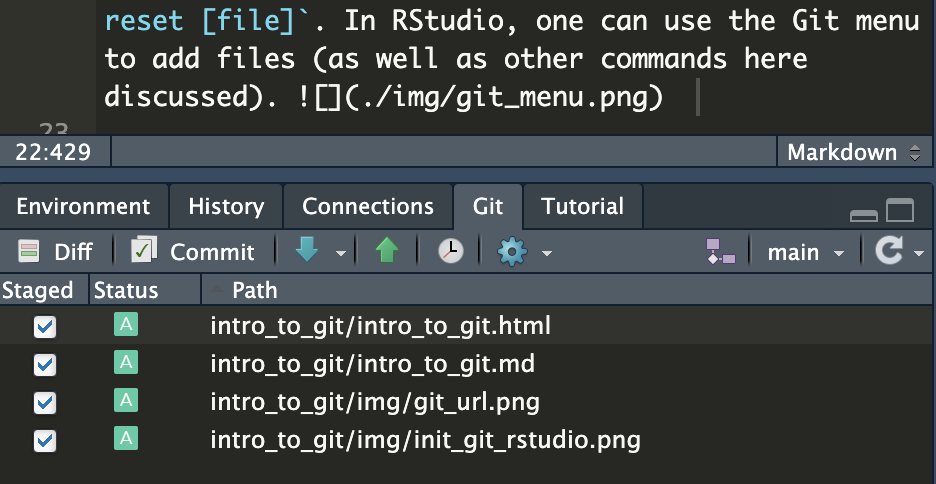 reset [file]`. In RStudio, one can use the Git menu
to add files (as well as other commands here
discussed). ![](./img/git_menu.png)
23
22:429 Markdown
Environment History Connections Git Tutorial
Diff Commit main
Staged Status Path
A intro_to_git/intro_to_git.html
A intro_to_git/intro_to_git.md
A intro_to_git/img/git_url.png
A intro_to_git/img/init_git_rstudio.png